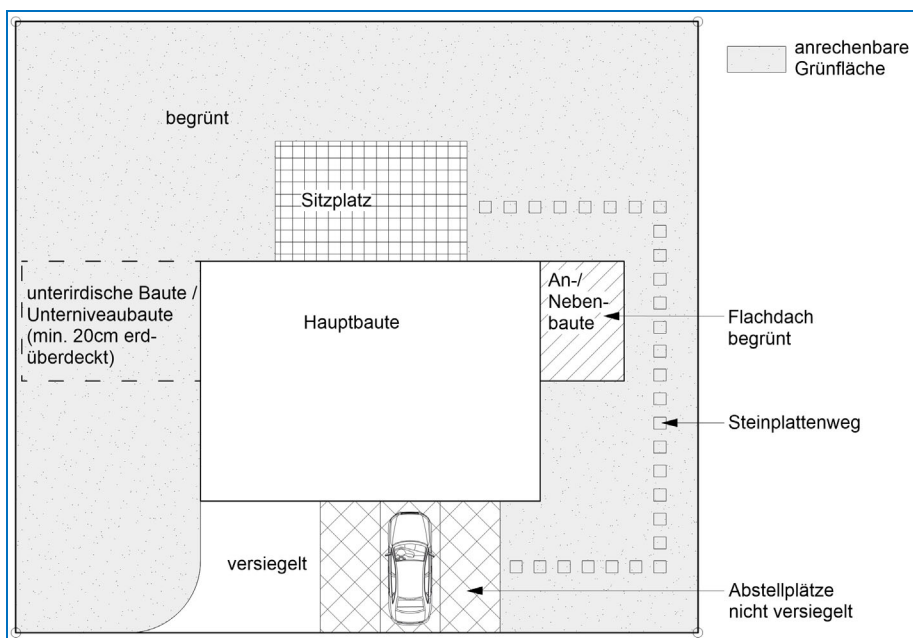 anrechenbare
Grünfläche
begrünt
Sitzplatz
unterirdische Baute /
Unterniveaubaute
(min. 20cm erd-
überdeckt)
Hauptbaute
An-/
Neben-
baute
Flachdach
begrünt
Steinplattenweg
versiegelt
Abstellplätze
nicht versiegelt